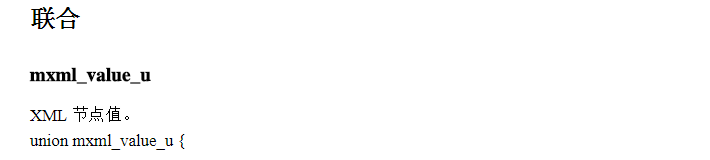 联合
mxml_value_u
XML 节点值。
union mxml_value_u {